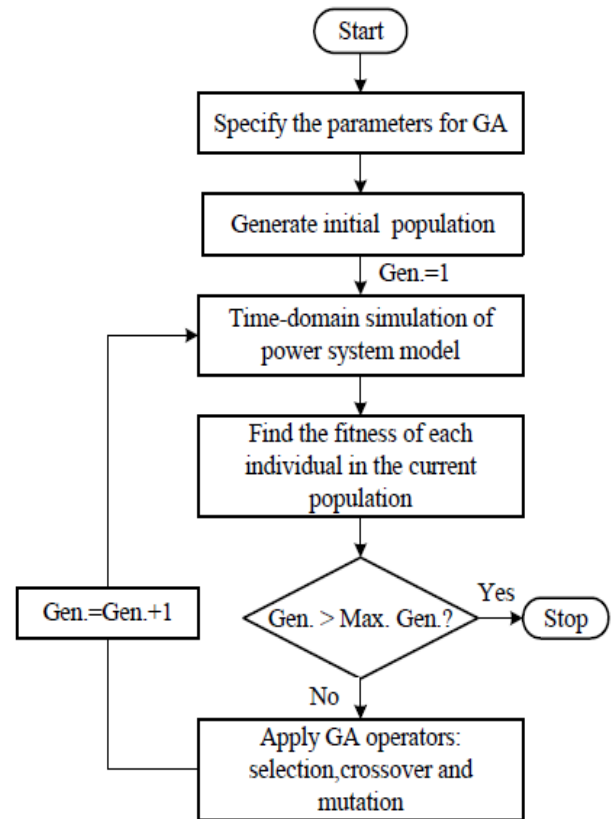 Start
Specify the parameters for GA
Generate initial population
Gen.=1
Time-domain simulation of
power system model
Find the fitness of each
individual in the current
population
Gen.=Gen.+1
Gen. > Max. Gen.?
Yes
Stop
No
Apply GA operators:
selection,crossover and
mutation